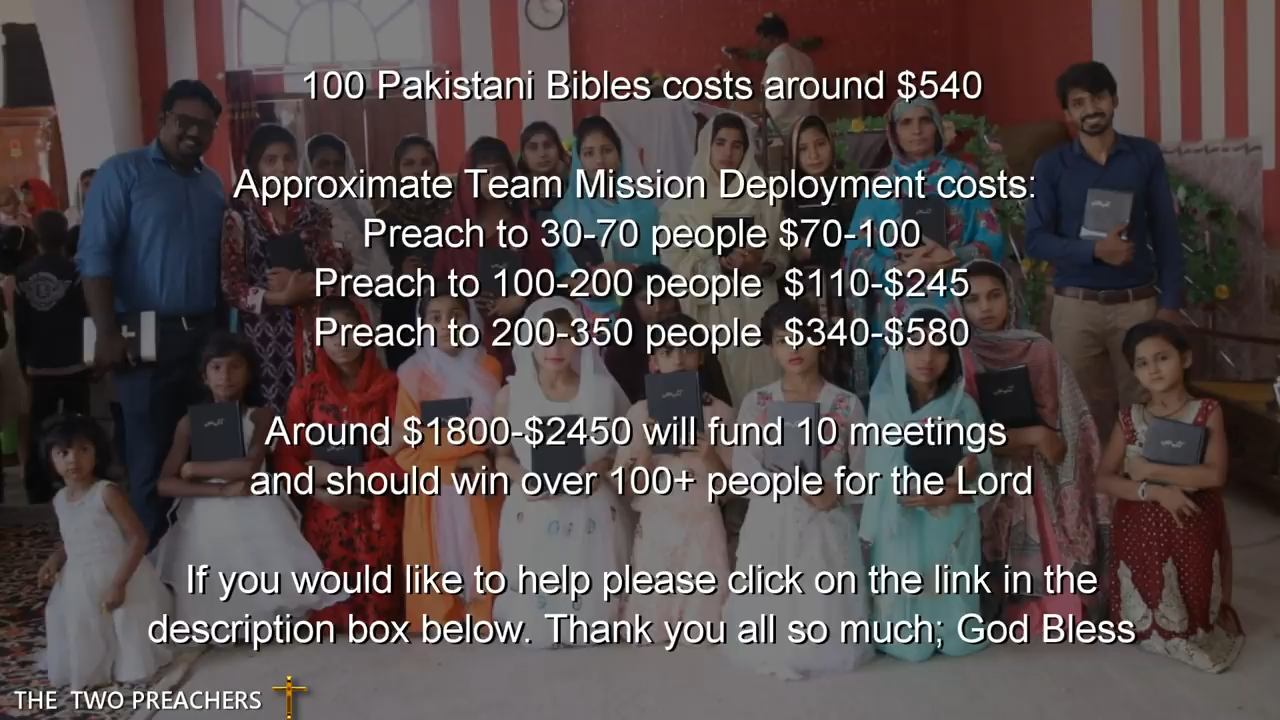 100 Pakistani Bibles costs around $540
Approximate Team Mission Deployment costs:
Preach to 30-70 people $70-100
Preach to 100-200 people $110-$245
Preach to 200-350 people $340-$580
Around $1800-$2450 will fund 10 meetings
and should win over 100+ people for the Lord
If you would like to help please click on the link in the
description box below. Thank you all so much; God Bless
THE TWO PREACHERS